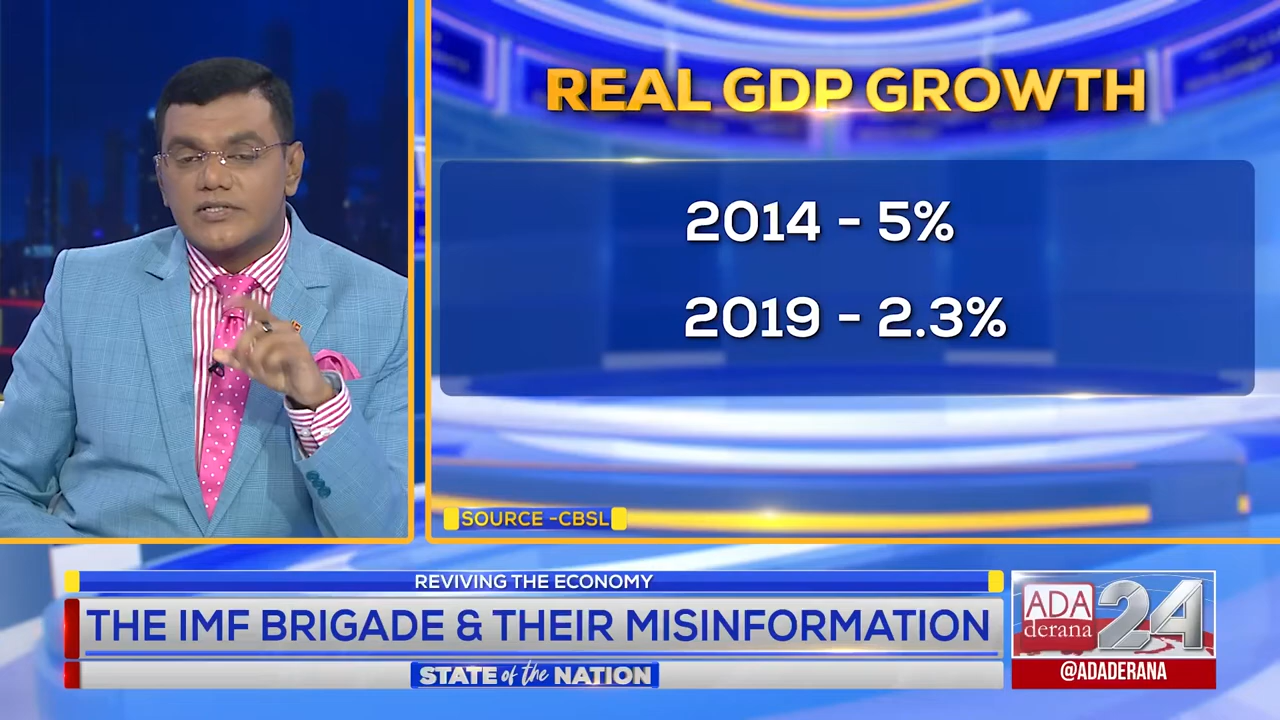 REAL GDP GROWTH
2014 - 5%
2019 - 2.3%
SOURCE -CBSL
REVIVING THE ECONOMY
THE IMF BRIGADE & THEIR MISINFORMATION
STATE of the NATION
ADA
derana
24
@ADADERANA